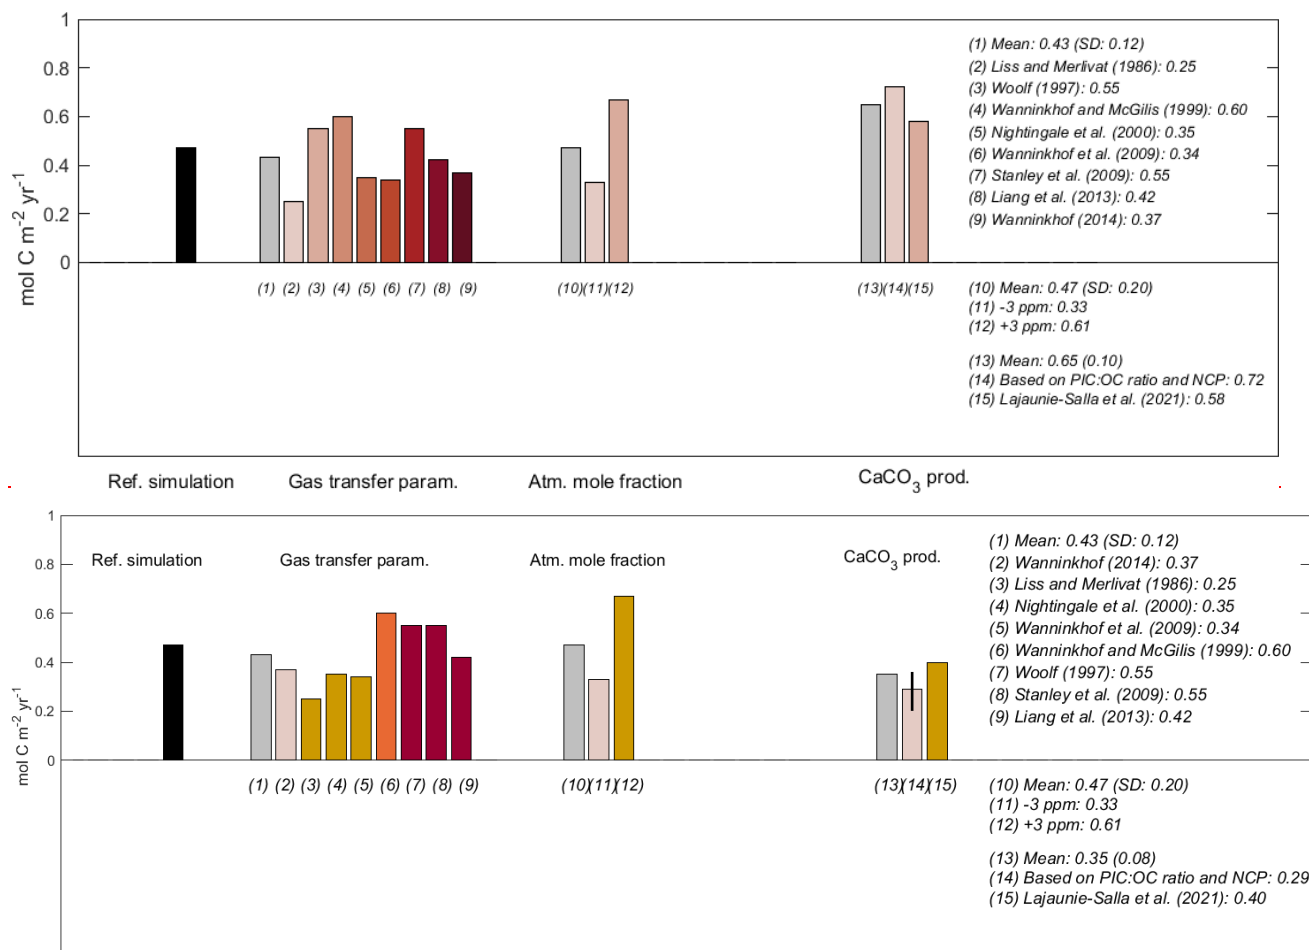 1
0.8
0.6
0.4
0.2
0
mol C m-2 yr-1
(1) (2) (3) (4) (5) (6) (7) (8) (9)
(10)(11)(12)
(13)(14)(15)
(1) Mean: 0.43 (SD: 0.12)
(2) Liss and Merlivat (1986): 0.25
(3) Woolf (1997): 0.55
(4) Wanninkhof and McGilis (1999): 0.60
(5) Nightingale et al. (2000): 0.35
(6) Wanninkhof et al. (2009): 0.34
(7) Stanley et al. (2009): 0.55
(8) Liang et al. (2013): 0.42
(9) Wanninkhof (2014): 0.37
(10) Mean: 0.47 (SD: 0.20)
(11) -3 ppm: 0.33
(12) +3 ppm: 0.61
(13) Mean: 0.65 (0.10)
(14) Based on PIC:OC ratio and NCP: 0.72
(15) Lajaunie-Salla et al. (2021): 0.58
Ref. simulation
Gas transfer param.
Atm. mole fraction
CaCO3 prod.
1
0.8
0.6
0.4
0.2
0
mol C m-2 yr-1
Ref. simulation
Gas transfer param.
Atm. mole fraction
CaCO3 prod.
(1) (2) (3) (4) (5) (6) (7) (8) (9)
(10)(11)(12)
(13)(14)(15)
(1) Mean: 0.43 (SD: 0.12)
(2) Wanninkhof (2014): 0.37
(3) Liss and Merlivat (1986): 0.25
(4) Nightingale et al. (2000): 0.35
(5) Wanninkhof et al. (2009): 0.34
(6) Wanninkhof and McGilis (1999): 0.60
(7) Woolf (1997): 0.55
(8) Stanley et al. (2009): 0.55
(9) Liang et al. (2013): 0.42
(10) Mean: 0.47 (SD: 0.20)
(11) -3 ppm: 0.33
(12) +3 ppm: 0.61
(13) Mean: 0.35 (0.08)
(14) Based on PIC:OC ratio and NCP: 0.29
(15) Lajaunie-Salla et al. (2021): 0.40